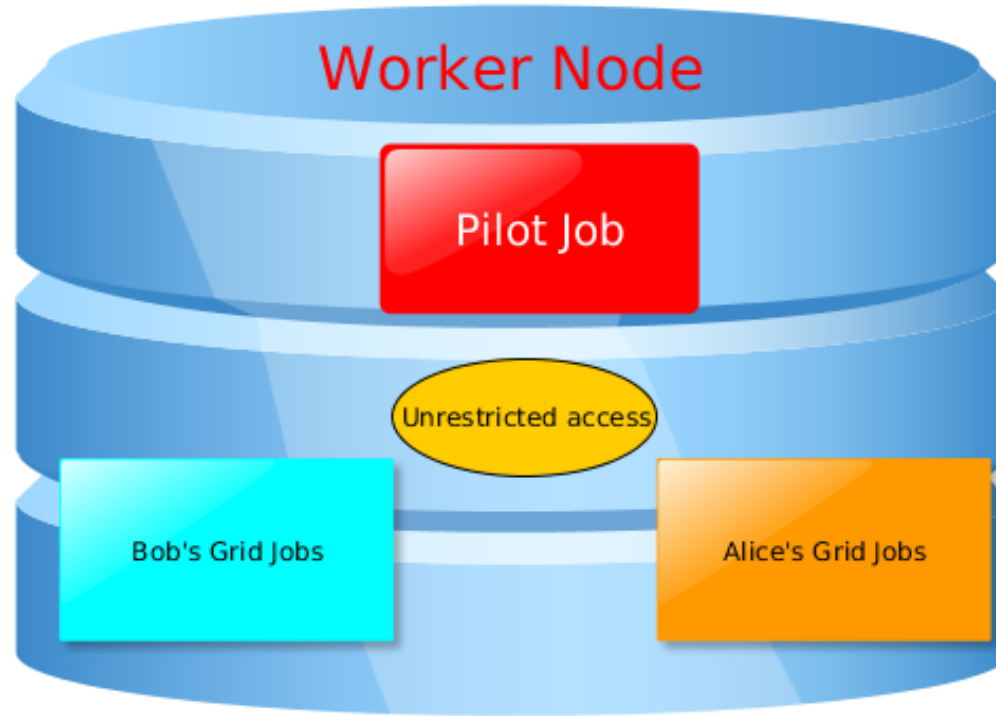 Worker Node
Pilot Job
Unrestricted access
Bob's Grid Jobs
Alice's Grid Jobs